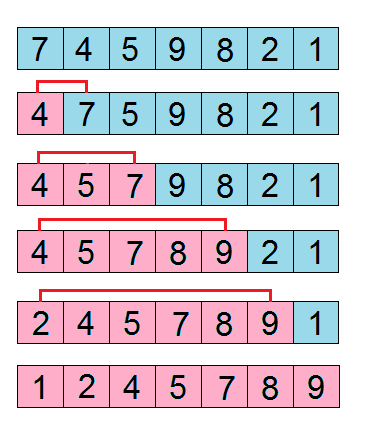 7 4 5 9 8 2 1
4 7 5 9 8 2 1
4 5 7 9 8 2 1
4 5 7 8 9 2 1
2 4 5 7 8 9 1
1 2 4 5 7 8 9